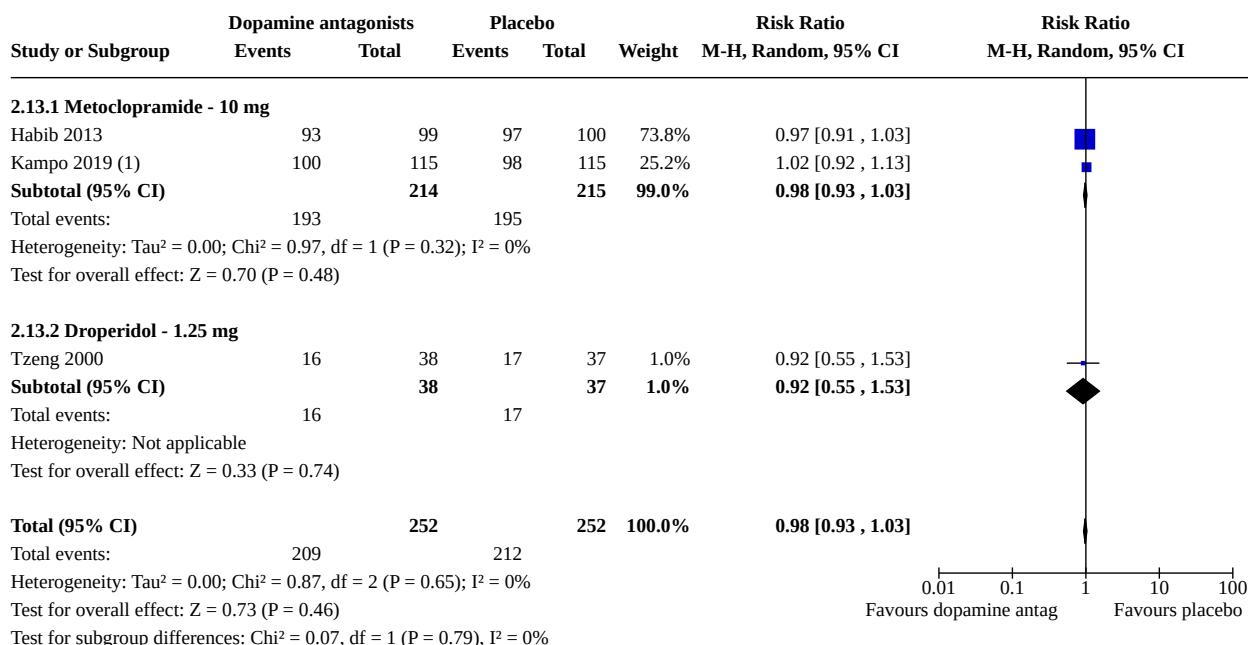 Dopamine antagonists Placebo Risk Ratio Risk Ratio
Study or Subgroup Events Total Events Total Weight M-H, Random, 95% CI M-H, Random, 95% CI
2.13.1 Metoclopramide - 10 mg
Habib 2013 93 99 97 100 73.8% 0.97 [0.91 , 1.03]
Kampo 2019 (1) 100 115 98 115 25.2% 1.02 [0.92 , 1.13]
Subtotal (95% CI) 214 215 99.0% 0.98 [0.93 , 1.03]
Total events: 193 195
Heterogeneity: Tau² = 0.00; Chi² = 0.97, df = 1 (P = 0.32); I² = 0%
Test for overall effect: Z = 0.70 (P = 0.48)
2.13.2 Droperidol - 1.25 mg
Tzeng 2000 16 38 17 37 1.0% 0.92 [0.55 , 1.53]
Subtotal (95% CI) 38 37 1.0% 0.92 [0.55 , 1.53]
Total events: 16 17
Heterogeneity: Not applicable
Test for overall effect: Z = 0.33 (P = 0.74)
Total (95% CI) 252 252 100.0% 0.98 [0.93 , 1.03]
Total events: 209 212
Heterogeneity: Tau² = 0.00; Chi² = 0.87, df = 2 (P = 0.65); I² = 0%
0.01 0.1 1 10 100
Test for overall effect: Z = 0.73 (P = 0.46)
Favours dopamine antag Favours placebo
Test for subgroup differences: Chi² = 0.07, df = 1 (P = 0.79), I² = 0%